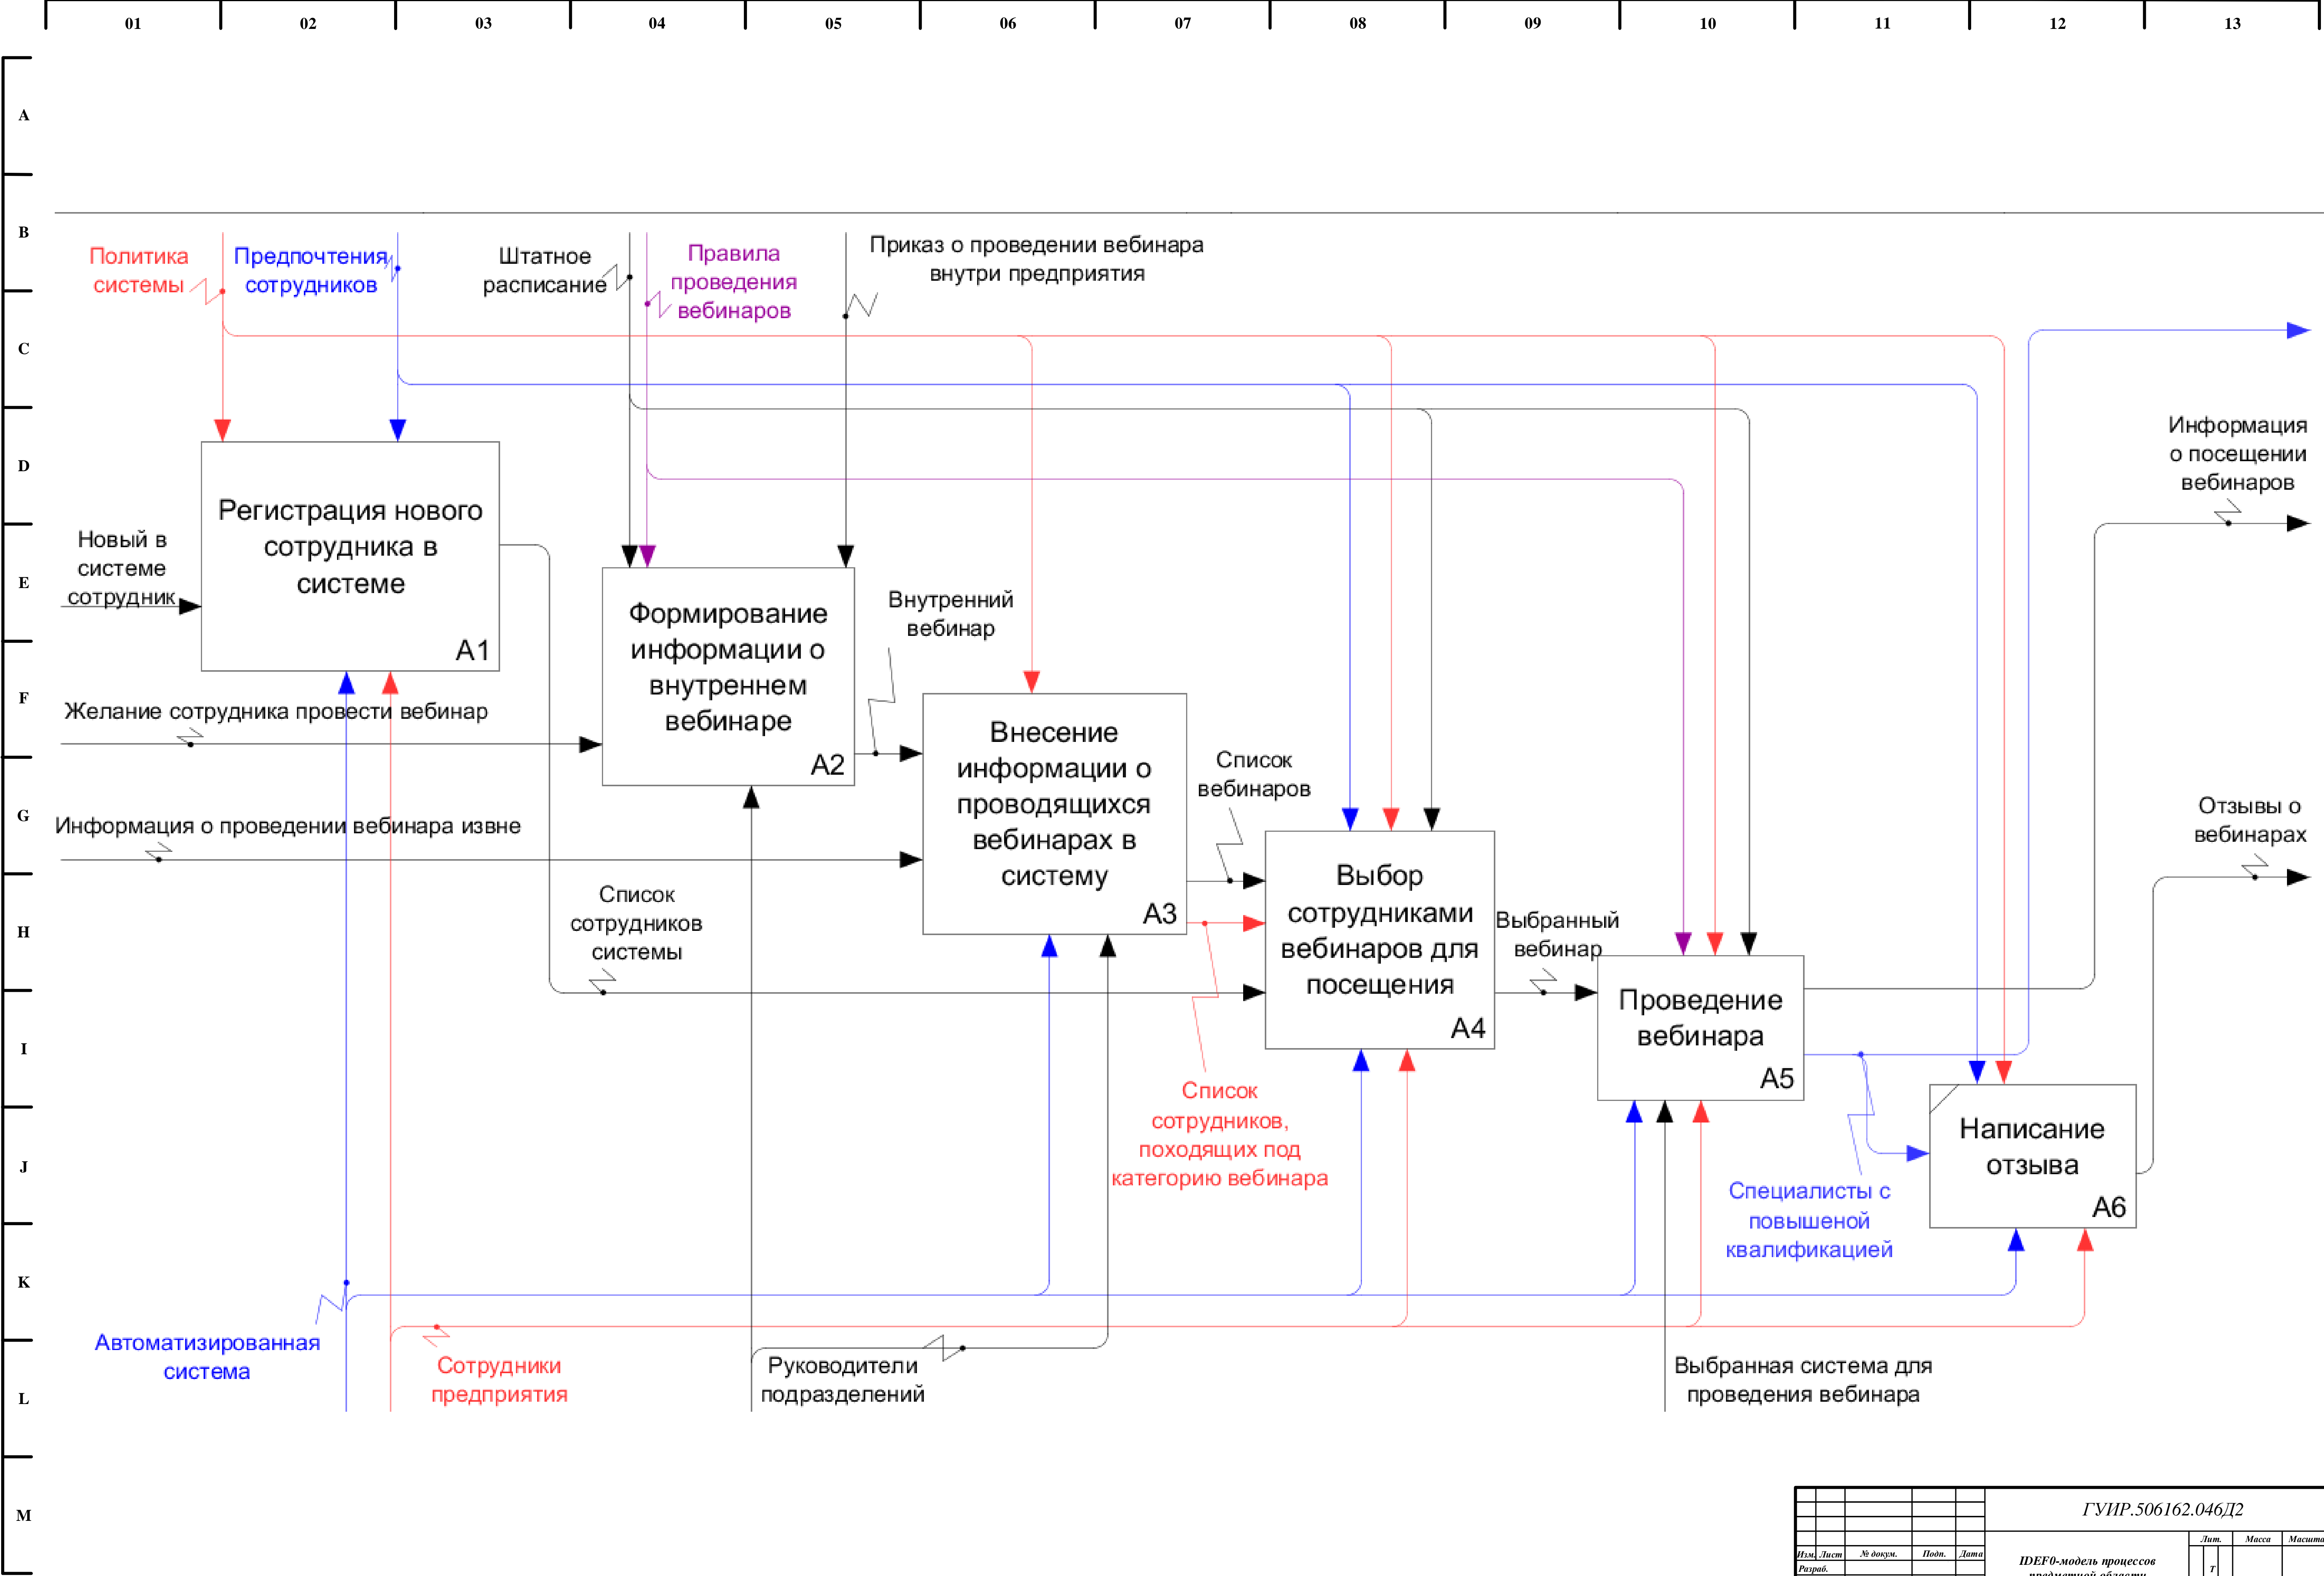 01 02 03 04 05 06 07 08 09 10 11 12 13
A
B
C
D
E
F
G
H
I
J
K
L
M
Политика
системы
Предпочтения
сотрудников
Штатное
расписание
Правила
проведения
вебинаров
Приказ о проведении вебинара
внутри предприятия
Новый в
системе
сотрудник
Регистрация нового
сотрудника в
системе
A1
Желание сотрудника провести вебинар
Информация о проведении вебинара извне
Формирование
информации о
внутреннем
вебинаре
A2
Внутренний
вебинар
Список
сотрудников
системы
Внесение
информации о
проводящихся
вебинарах в
систему
A3
Список
вебинаров
Список
сотрудников,
походящих под
категорию вебинара
Выбор
сотрудниками
вебинаров для
посещения
A4
Выбранный
вебинар
Проведение
вебинара
A5
Специалисты с
повышеной
квалификацией
Написание
отзыва
A6
Информация
о посещении
вебинаров
Отзывы о
вебинарах
Автоматизированная
система
Сотрудники
предприятия
Руководители
подразделений
Выбранная система для
проведения вебинара
ГУИР.506162.046Д2
Изм. Лист № докум. Подп. Дата
Разраб.
IDEF0-модель процессов
предметной области
Лит. Масса
Т